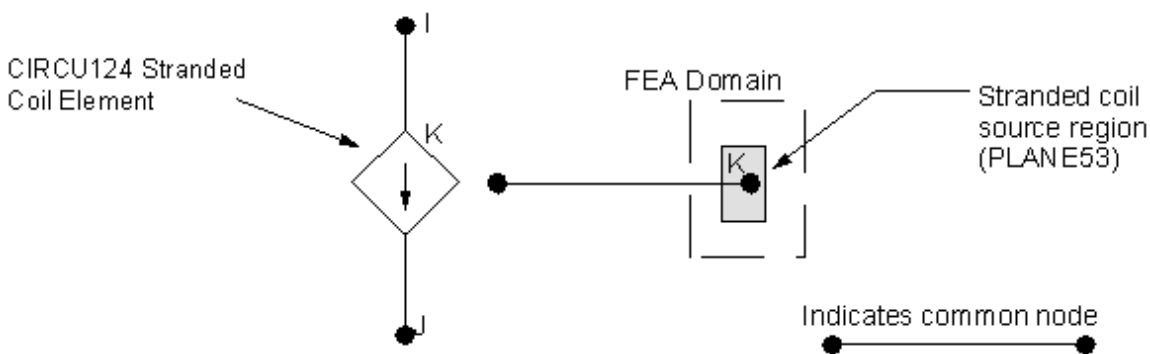 I
CIRCU124 Stranded
Coil Element
K
FEA Domain
K
Stranded coil
source region
(PLANE53)
J
Indicates common node